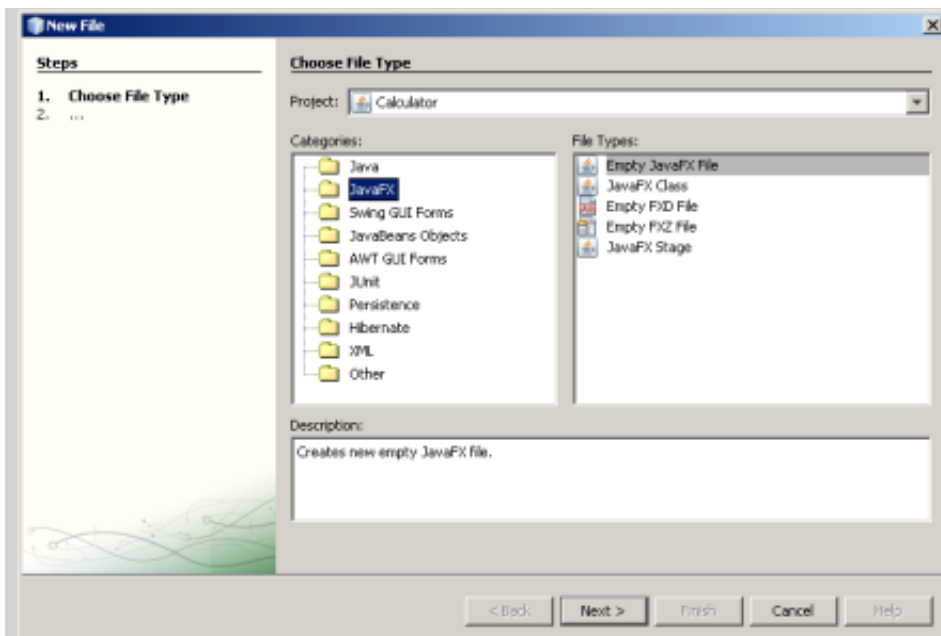 New File
Steps
1. Choose File Type
2. ...
Choose File Type
Project: Calculator
Categories:
Java
JavaFX
Swing GUI Forms
JavaBeans Objects
AWT GUI Forms
JUnit
Persistence
Hibernate
XML
Other
File Types:
Empty JavaFX File
JavaFX Class
Empty FXD File
Empty FXZ File
JavaFX Stage
Description:
Creates new empty JavaFX file.
< Back
Next >
Finish
Cancel
Help